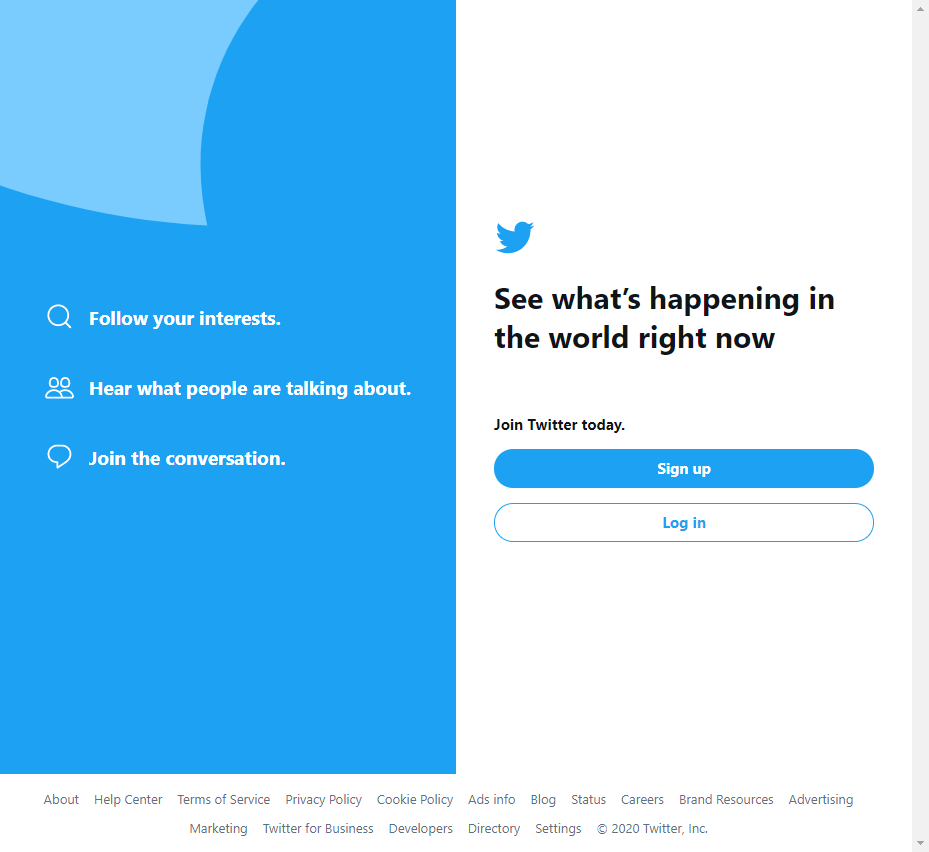 Follow your interests.
Hear what people are talking about.
Join the conversation.
See what’s happening in
the world right now
Join Twitter today.
Sign up
Log in
About Help Center Terms of Service Privacy Policy Cookie Policy Ads info Blog Status Careers Brand Resources Advertising
Marketing Twitter for Business Developers Directory Settings © 2020 Twitter, Inc.